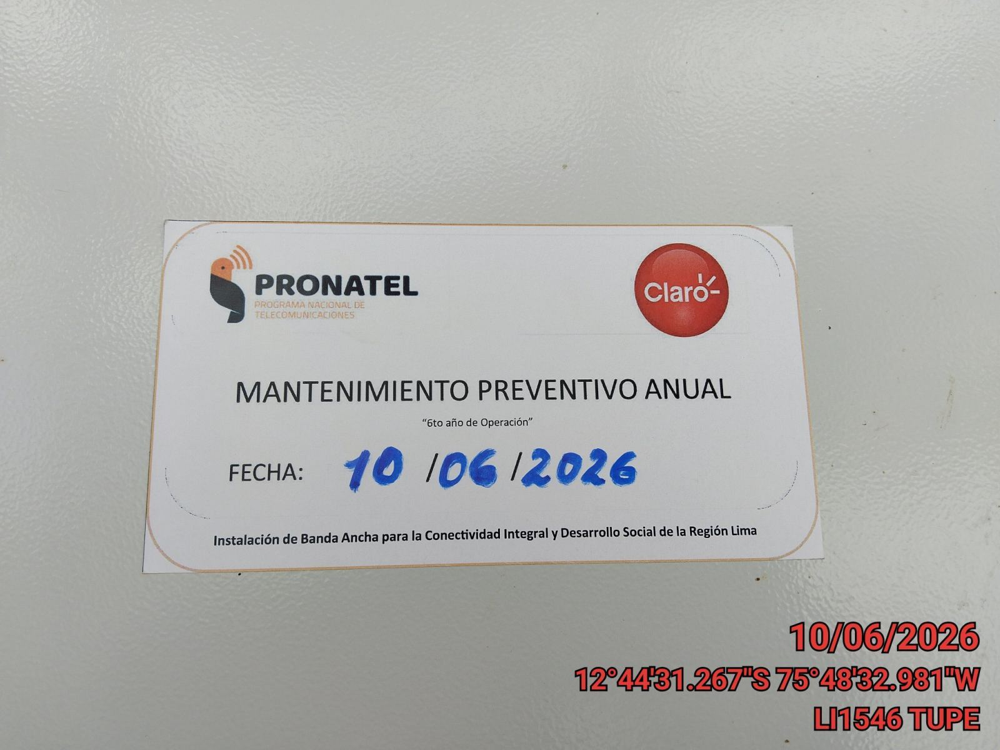 PRONATEL
PROGRAMA NACIONAL DE
TELECOMUNICACIONES
Claro
MANTENIMIENTO PREVENTIVO ANUAL
“6to año de Operación”
FECHA: 10 /06 /2026
Instalación de Banda Ancha para la Conectividad Integral y Desarrollo Social de la Región Lima
10/06/2026
12°44'31.267"S 75°48'32.981"W
LI1546 TUPE